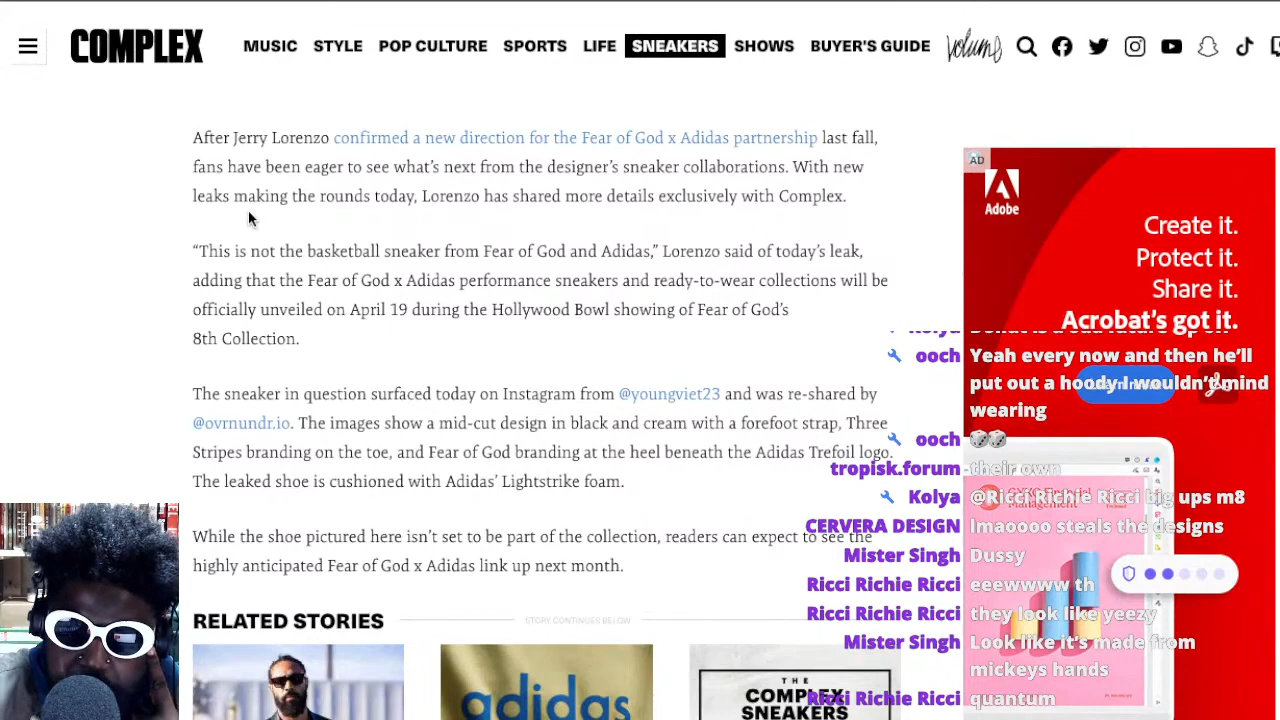 COMPLEX
MUSIC STYLE POP CULTURE SPORTS LIFE SNEAKERS SHOWS BUYER'S GUIDE volume
After Jerry Lorenzo confirmed a new direction for the Fear of God x Adidas partnership last fall,
fans have been eager to see what's next from the designer's sneaker collaborations. With new
leaks making the rounds today, Lorenzo has shared more details exclusively with Complex.
“This is not the basketball sneaker from Fear of God and Adidas,” Lorenzo said of today's leak,
adding that the Fear of God x Adidas performance sneakers and ready-to-wear collections will be
officially unveiled on April 19 during the Hollywood Bowl showing of Fear of God's
8th Collection.
The sneaker in question surfaced today on Instagram from @youngviet23 and was re-shared by
@ovrnundr.io. The images show a mid-cut design in black and cream with a forefoot strap, Three
Stripes branding on the toe, and Fear of God branding at the heel beneath the Adidas Trefoil logo.
The leaked shoe is cushioned with Adidas' Lightstrike foam.
While the shoe pictured here isn't set to be part of the collection, readers can expect to see the
highly anticipated Fear of God x Adidas link up next month.
RELATED STORIES
STORY CONTINUES BELOW
adidas
THE
COMPLEX
SNEAKERS
AD
Adobe
Create it.
Protect it.
Share it.
Acrobat's got it.
Kolya
ooch Yeah every now and then he'll
put out a hoody I wouldn't mind
wearing
ooch
tropisk.forum their own
Kolya @Ricci Richie Ricci big ups m8
CERVERA DESIGN lmaoooo steals the designs
Mister Singh Dussy
Ricci Richie Ricci eeewwww th
Ricci Richie Ricci they look like yeezy
Mister Singh Look like it's made from
mickeys hands
Ricci Richie Ricci quantum